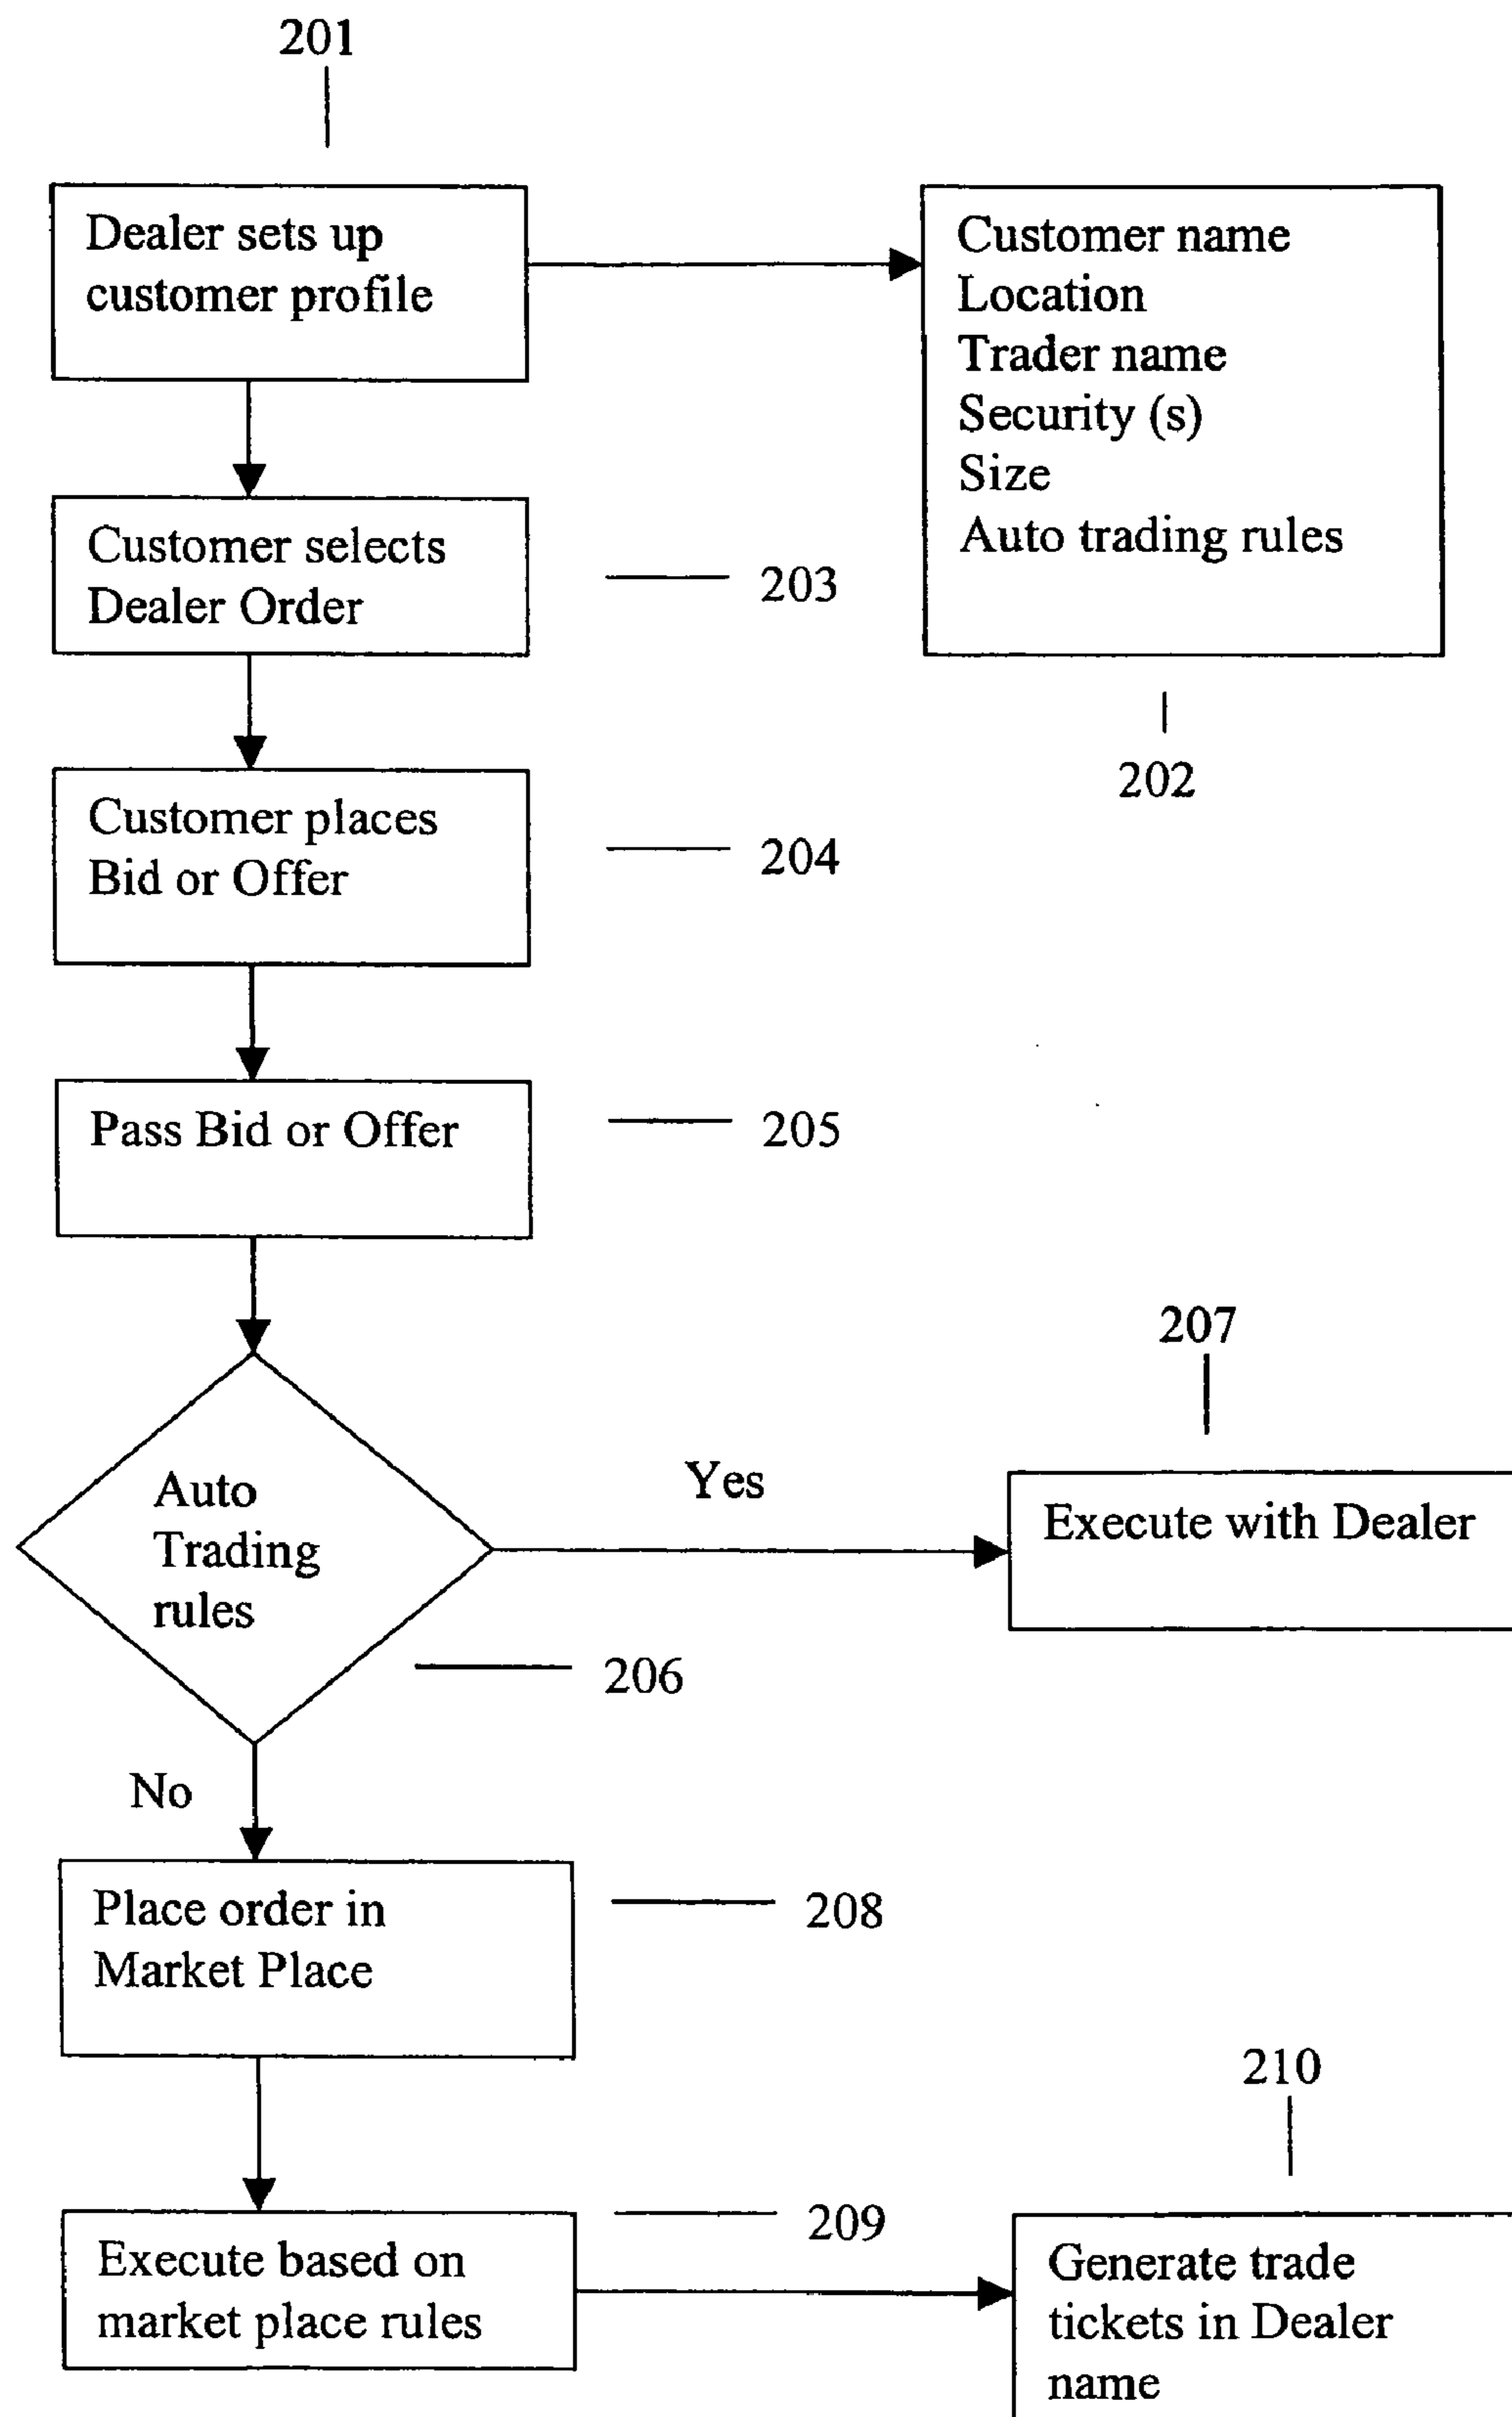 201
Dealer sets up
customer profile
Customer name
Location
Trader name
Security (s)
Size
Auto trading rules
202
Customer selects
Dealer Order
203
Customer places
Bid or Offer
204
Pass Bid or Offer
205
Auto
Trading
rules
206
Yes
207
Execute with Dealer
No
Place order in
Market Place
208
Execute based on
market place rules
209
210
Generate trade
tickets in Dealer
name